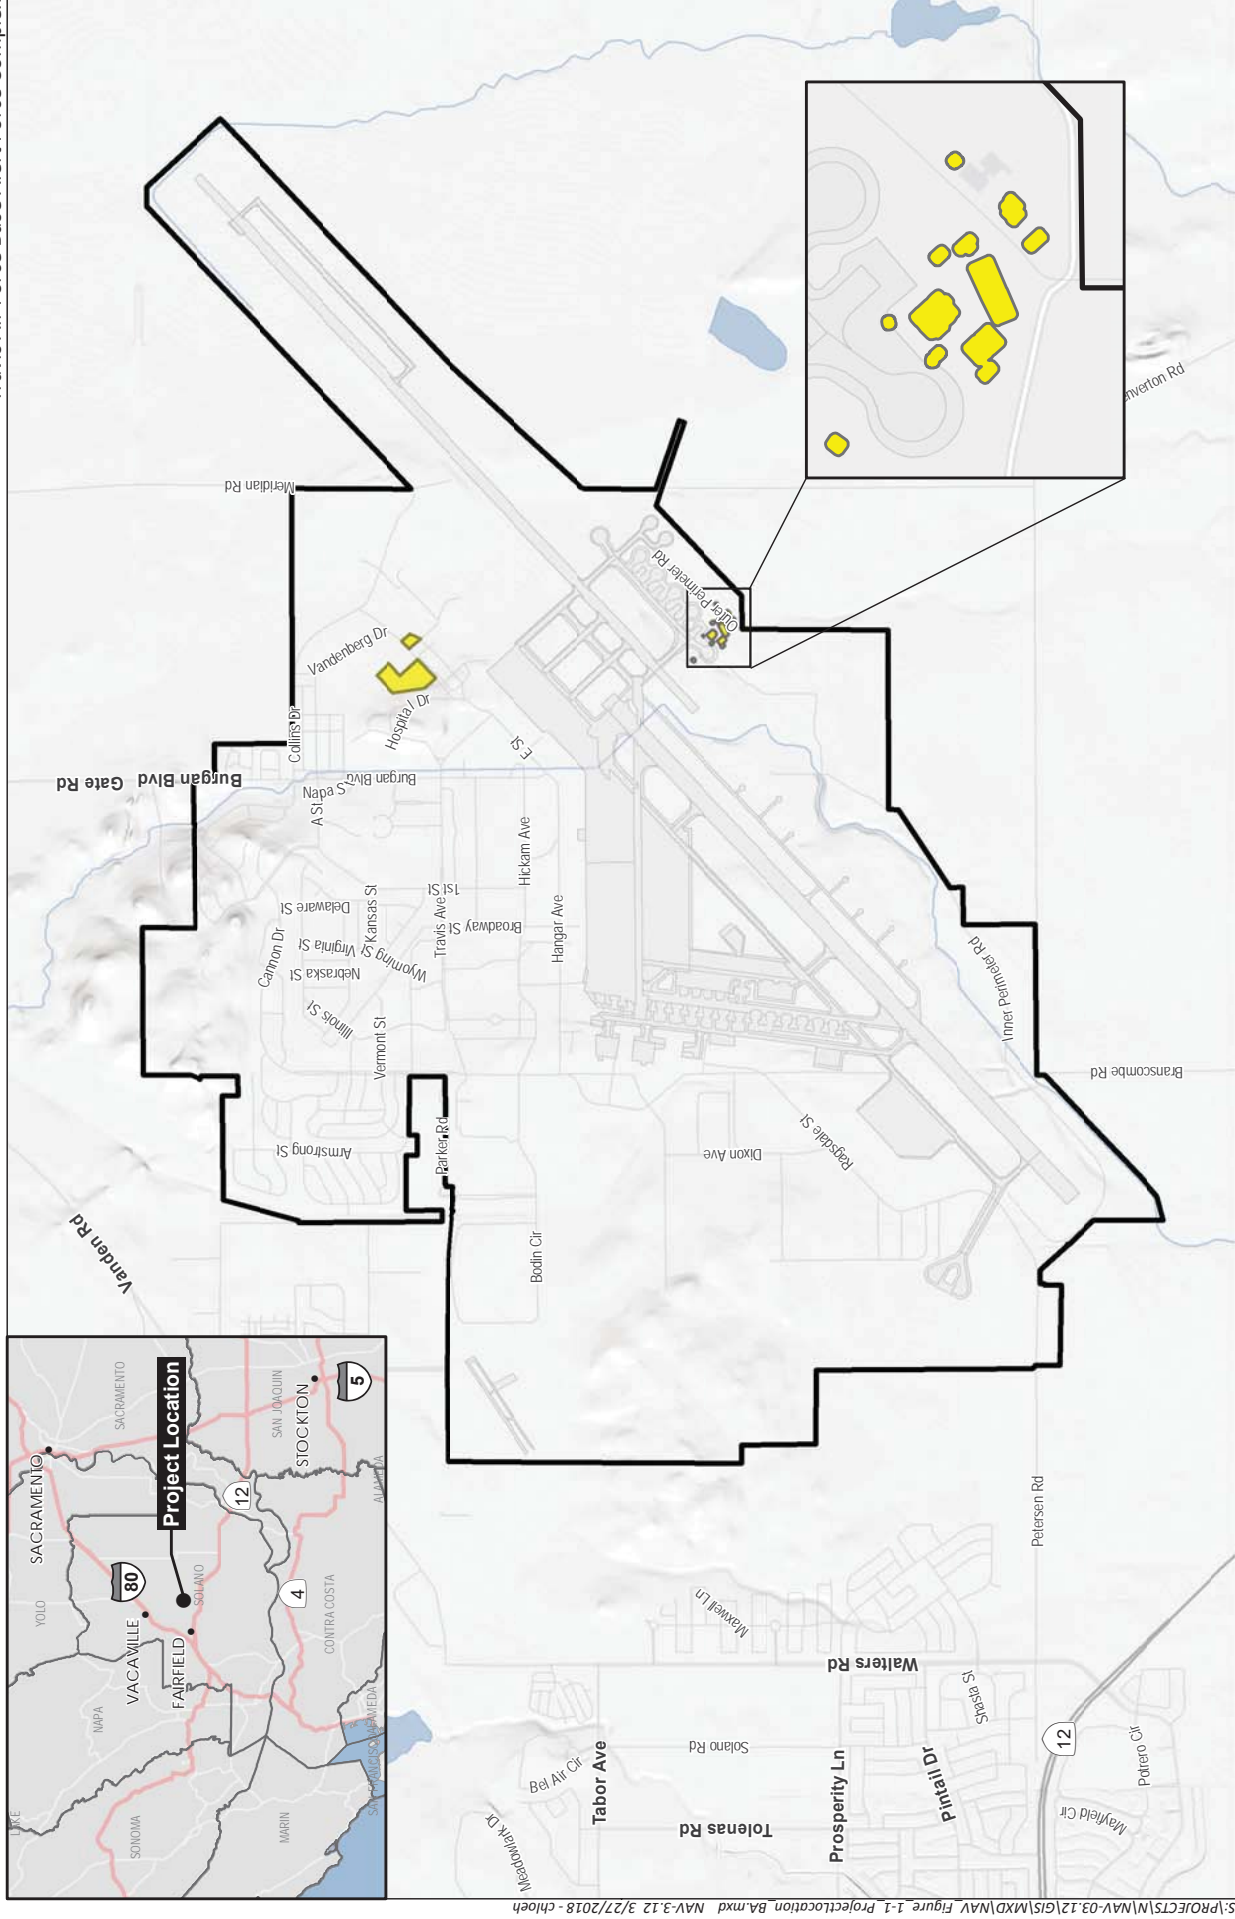 SACRAMENTO
SACRAMENTO
YOLO
80
VACAVILLE
FAIRFIELD
SOLANO
Project Location
12
SAN JOAQUIN
STOCKTON
5
4
CONTRA COSTA
NAPA
SONOMA
MARIN
LAKE
ALAMEDA
Vanden Rd
Gate Rd
Burgan Blvd
Meridian Rd
Collins Dr
Vandenberg Dr
Hospital Dr
Burgan Blvd
Napa St
A St
E St
Delaware St
Kansas St
Virginia St
Wyoming St
Nebraska St
Cannon Dr
Illinois St
Vermont St
Armstrong St
Parker Rd
1st St
Travis Ave
Broadway St
Hickam Ave
Hangar Ave
Outer Perimeter Rd
Inner Perimeter Rd
Branscombe Rd
Ragsdale St
Dixon Ave
Bodin Cir
Petersen Rd
Maxwell Ln
Walters Rd
Shasta St
Solano Rd
Bel Air Cir
Tabor Ave
Meadowlark Dr
Tolenas Rd
Prosperity Ln
Pintail Dr
12
Potrero Cir
Mayfield Cir
S:\PROJECTS\N\NAV-03.12\GIS\MXD\NAV_Figure_1-1_ProjectLocation_BA.mxd NAV-3.12 3/27/2018 - chloeh